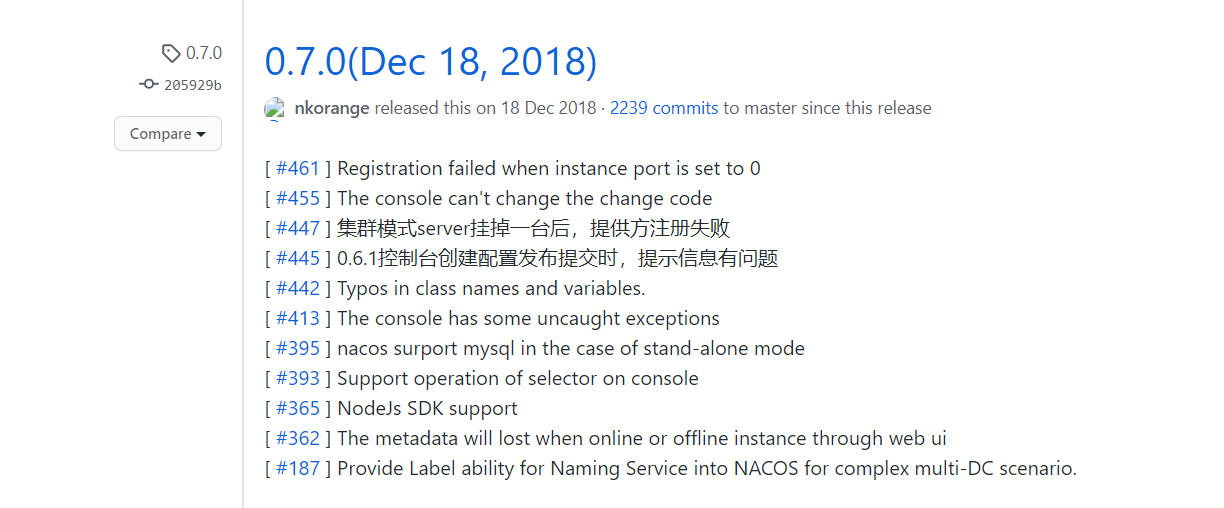 0.7.0
205929b
Compare
0.7.0(Dec 18, 2018)
nkorange released this on 18 Dec 2018 · 2239 commits to master since this release
[ #461 ] Registration failed when instance port is set to 0
[ #455 ] The console can't change the change code
[ #447 ] 集群模式server挂掉一台后，提供方注册失败
[ #445 ] 0.6.1控制台创建配置发布提交时，提示信息有问题
[ #442 ] Typos in class names and variables.
[ #413 ] The console has some uncaught exceptions
[ #395 ] nacos surport mysql in the case of stand-alone mode
[ #393 ] Support operation of selector on console
[ #365 ] NodeJs SDK support
[ #362 ] The metadata will lost when online or offline instance through web ui
[ #187 ] Provide Label ability for Naming Service into NACOS for complex multi-DC scenario.